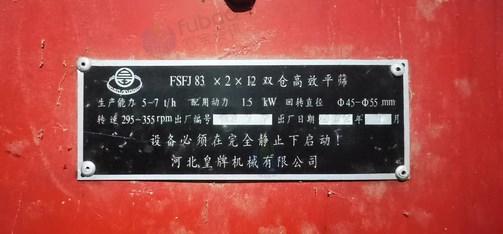 FSFJ 83 ×2×12 双仓高效平筛
生产能力 5-7 t/h 配用动力 1.5 kW 回转直径 Φ45-Φ55 mm
转速 295-355 rpm 出厂编号 出厂日期 年 月
设备必须在完全静止下启动!
河北皇牌机械有限公司